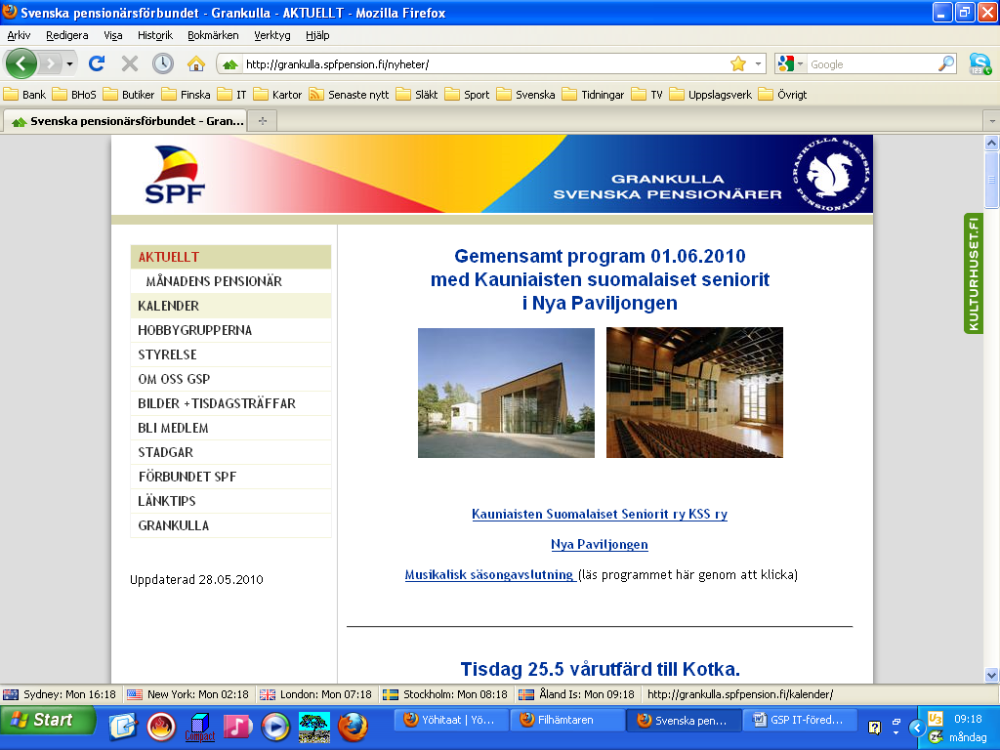 Svenska pensionärsförbundet - Grankulla - AKTUELLT - Mozilla Firefox
Arkiv Redigera Visa Historik Bokmärken Verktyg Hjälp
http://grankulla.spfpension.fi/nyheter/
Google
Bank BHoS Butiker Finska IT Kartor Senaste nytt Släkt Sport Svenska Tidningar TV Uppslagsverk Övrigt
Svenska pensionärsförbundet - Gran...
SPF
GRANKULLA
SVENSKA PENSIONÄRER
GRANKULLA SVENSKA
PENSIONÄRER
KULTURHUSET.FI
AKTUELLT
MÅNADENS PENSIONÄR
KALENDER
HOBBYGRUPPERNA
STYRELSE
OM OSS GSP
BILDER +TISDAGSTRÄFFAR
BLI MEDLEM
STADGAR
FÖRBUNDET SPF
LÄNKTIPS
GRANKULLA
Uppdaterad 28.05.2010
Gemensamt program 01.06.2010
med Kauniaisten suomalaiset seniorit
i Nya Paviljongen
Kauniaisten Suomalaiset Seniorit ry KSS ry
Nya Paviljongen
Musikalisk säsongavslutning (läs programmet här genom att klicka)
Tisdag 25.5 vårutfärd till Kotka.
Sydney: Mon 16:18 New York: Mon 02:18 London: Mon 07:18 Stockholm: Mon 08:18 Åland Is: Mon 09:18 http://grankulla.spfpension.fi/kalender/
Start
Compact
Yöhitaat | Yö...
Filhämtaren
Svenska pen...
GSP IT-föred...
09:18
måndag